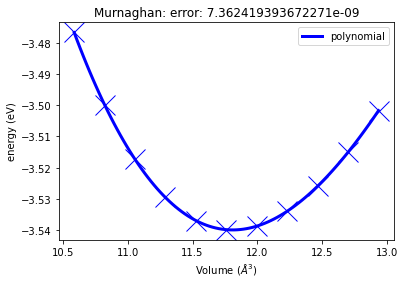 Murnaghan: error: 7.362419393672271e-09
polynomial
energy (eV)
−3.48
−3.49
−3.50
−3.51
−3.52
−3.53
−3.54
10.5 11.0 11.5 12.0 12.5 13.0
Volume (Å³)